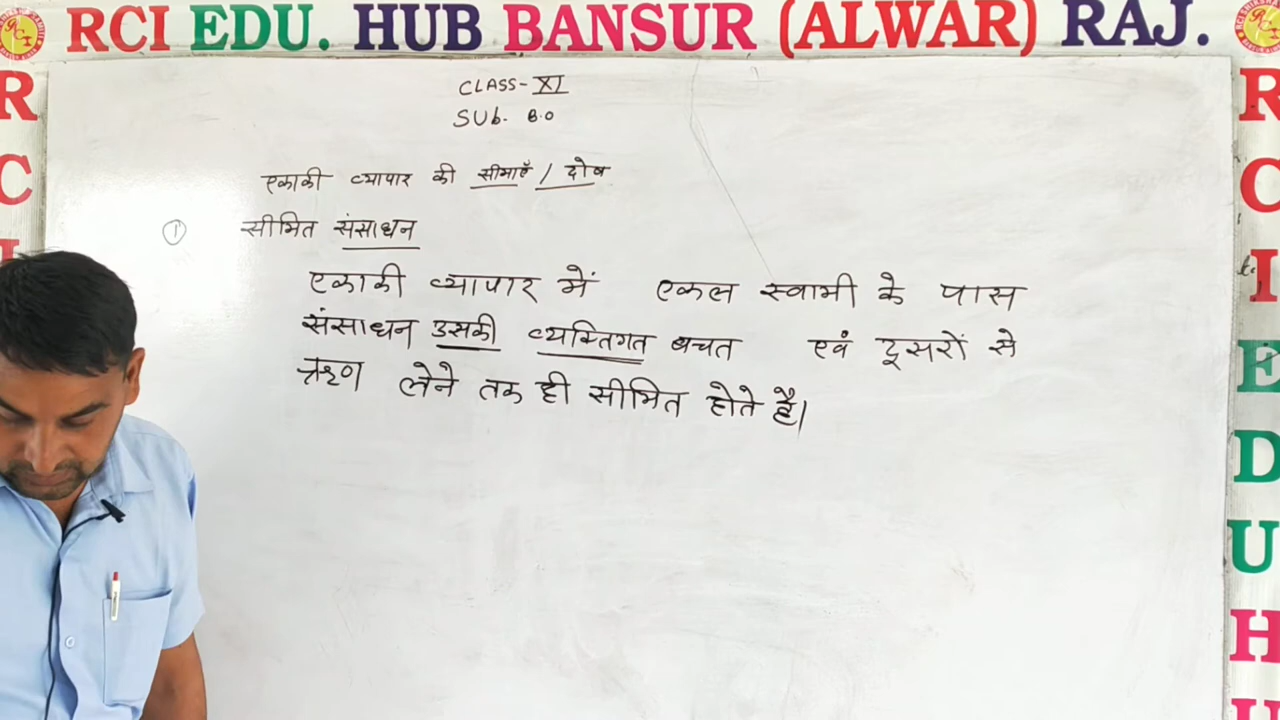 RCI EDU. HUB BANSUR (ALWAR) RAJ.
CLASS-XI
Sub. B.O
एकाकी व्यापार की सीमाएँ / दोष
① सीमित संसाधन
एकाकी व्यापार में एकल स्वामी के पास
संसाधन उसकी व्यक्तिगत बचत एवं दूसरों से
ऋण लेने तक ही सीमित होते है।
R
C
I
R
C
I
E
D
U
H
U